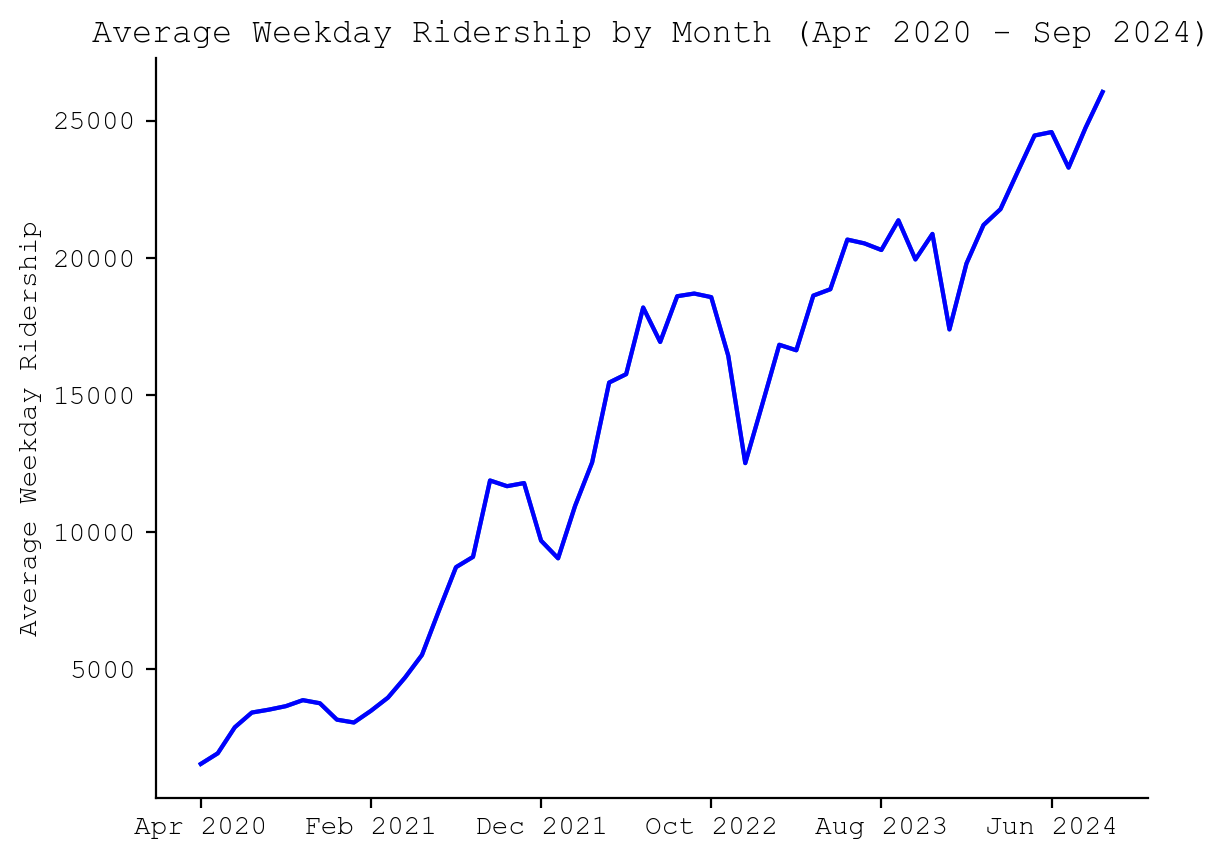 Average Weekday Ridership by Month (Apr 2020 - Sep 2024)
Average Weekday Ridership
25000
20000
15000
10000
5000
Apr 2020 Feb 2021 Dec 2021 Oct 2022 Aug 2023 Jun 2024